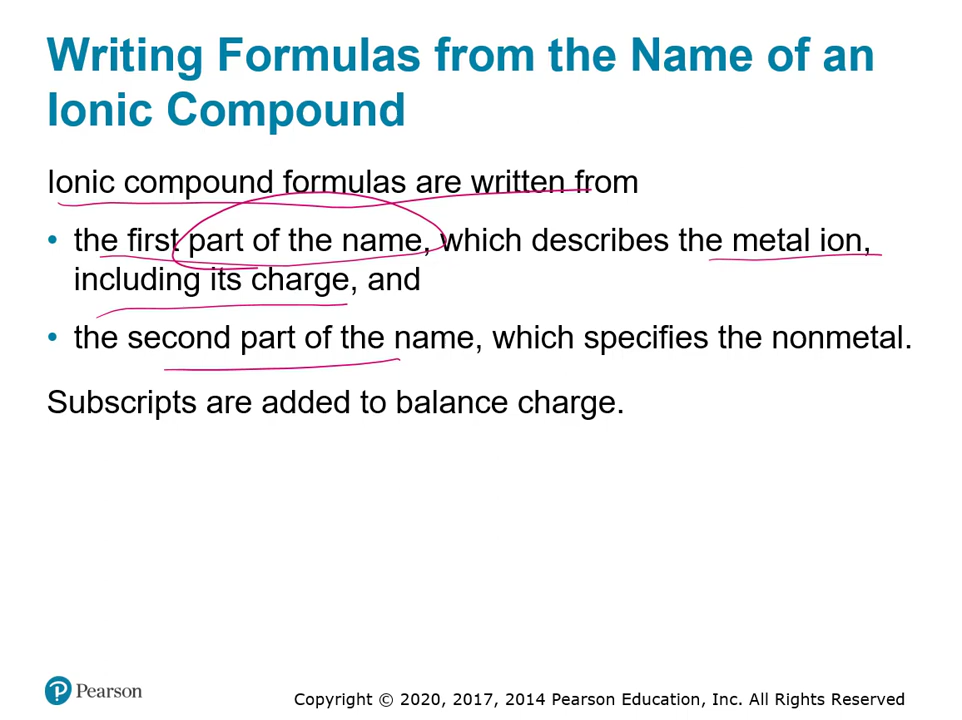 Writing Formulas from the Name of an
Ionic Compound
Ionic compound formulas are written from
• the first part of the name, which describes the metal ion,
including its charge, and
• the second part of the name, which specifies the nonmetal.
Subscripts are added to balance charge.
Pearson
Copyright © 2020, 2017, 2014 Pearson Education, Inc. All Rights Reserved